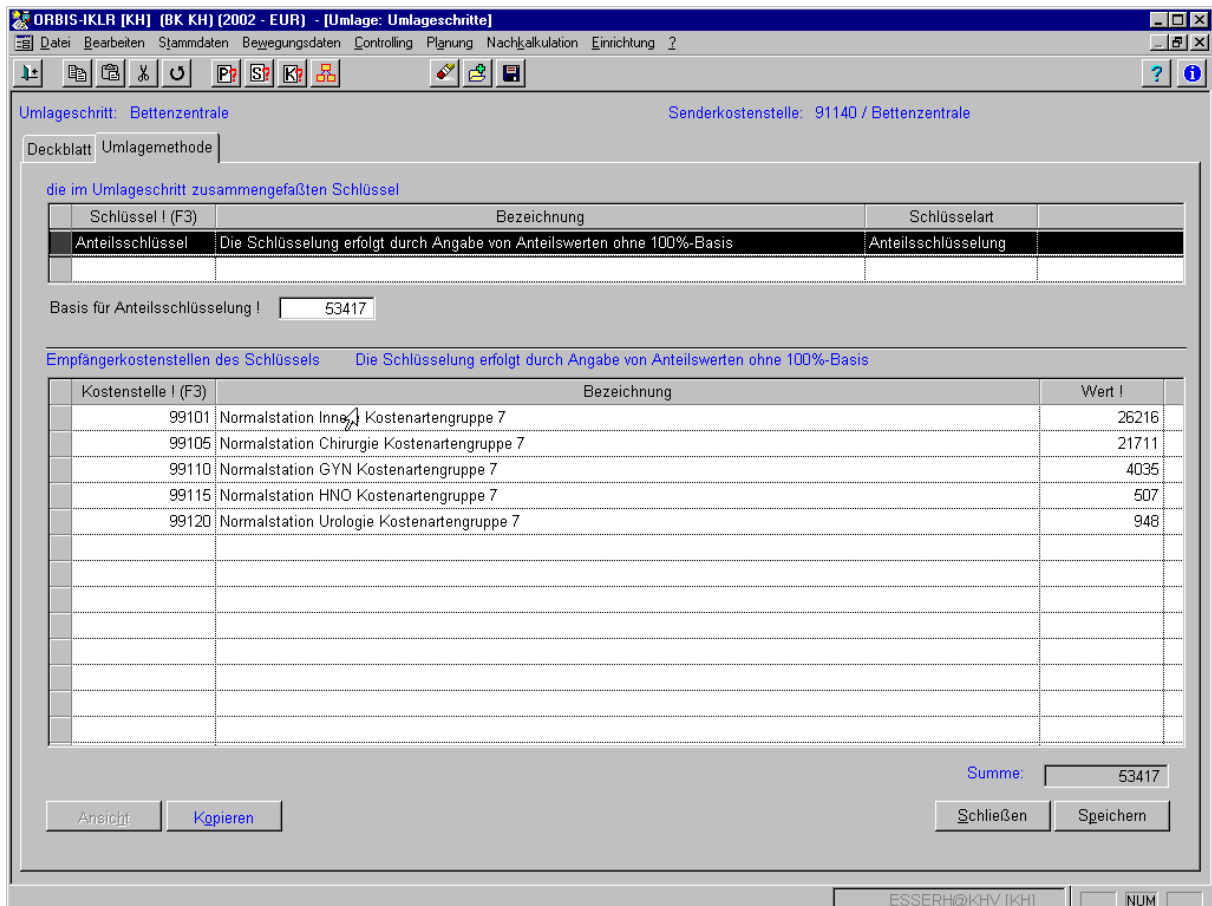 ORBIS-IKLR [KH] (BK KH) (2002 - EUR) - [Umlage: Umlageschritte]
Datei Bearbeiten Stammdaten Bewegungsdaten Controlling Planung Nachkalkulation Einrichtung ?
P? S? K? ? i
Umlageschritt: Bettenzentrale Senderkostenstelle: 91140 / Bettenzentrale
Deckblatt Umlagemethode
die im Umlageschritt zusammengefaßten Schlüssel
Schlüssel ! (F3) Bezeichnung Schlüsselart
Anteilsschlüssel Die Schlüsselung erfolgt durch Angabe von Anteilswerten ohne 100%-Basis Anteilsschlüsselung
Basis für Anteilsschlüsselung ! 53417
Empfängerkostenstellen des Schlüssels Die Schlüsselung erfolgt durch Angabe von Anteilswerten ohne 100%-Basis
Kostenstelle ! (F3) Bezeichnung Wert !
99101 Normalstation Kostenartengruppe 7 26216
99105 Normalstation Chirurgie Kostenartengruppe 7 21711
99110 Normalstation GYN Kostenartengruppe 7 4035
99115 Normalstation HNO Kostenartengruppe 7 507
99120 Normalstation Urologie Kostenartengruppe 7 948
Summe: 53417
Ansicht Kopieren Schließen Speichern
ESSERH@KHV [KH] NUM